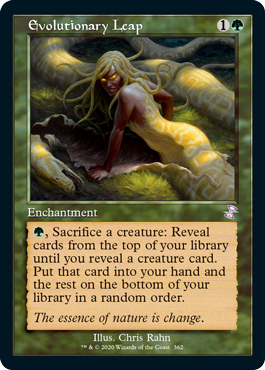 Evolutionary Leap 1
Enchantment
, Sacrifice a creature: Reveal
cards from the top of your library
until you reveal a creature card.
Put that card into your hand and
the rest on the bottom of your
library in a random order.
The essence of nature is change.
Illus. Chris Rahn
™ & © 2020 Wizards of the Coast 362